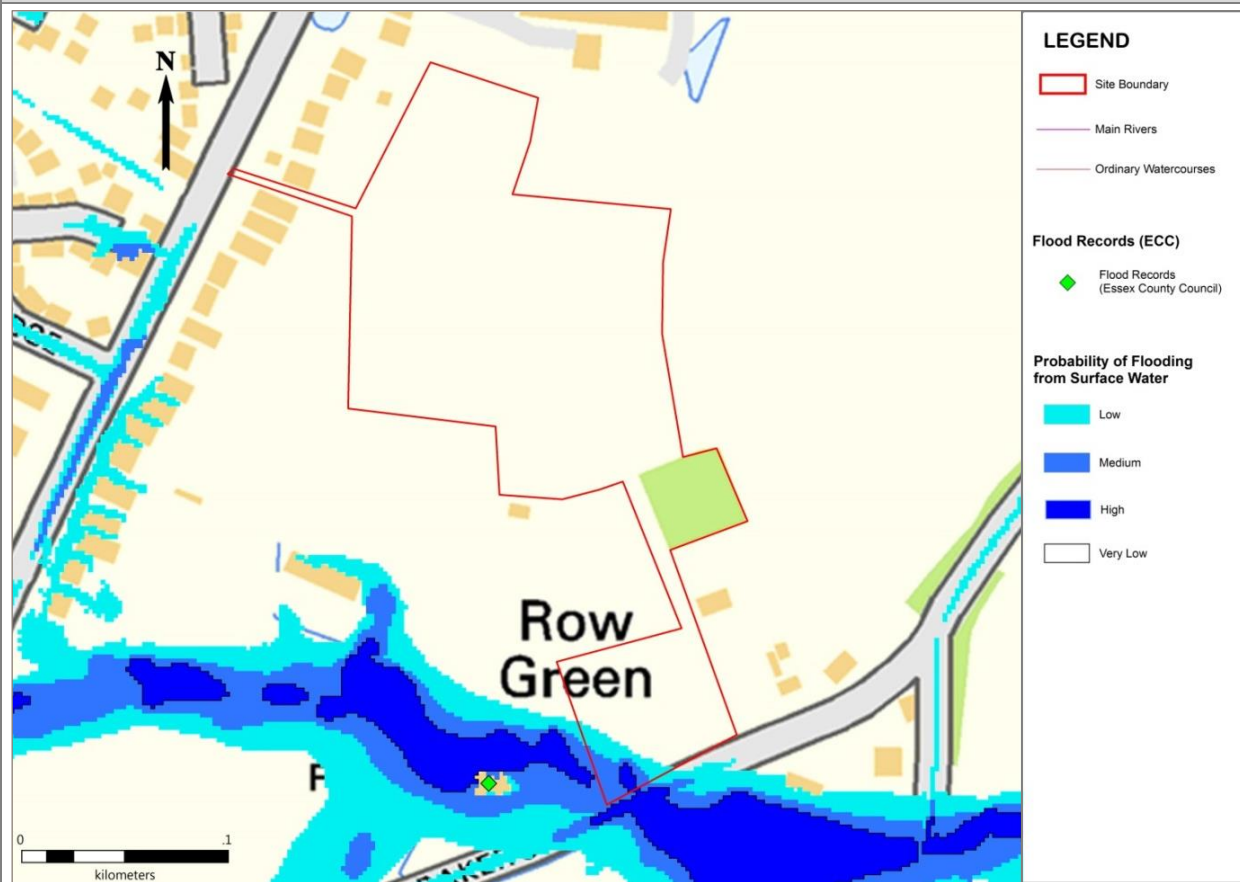 N
Row
Green
0
.1
kilometers
LEGEND
Site Boundary
Main Rivers
Ordinary Watercourses
Flood Records (ECC)
Flood Records
(Essex County Council)
Probability of Flooding
from Surface Water
Low
Medium
High
Very Low